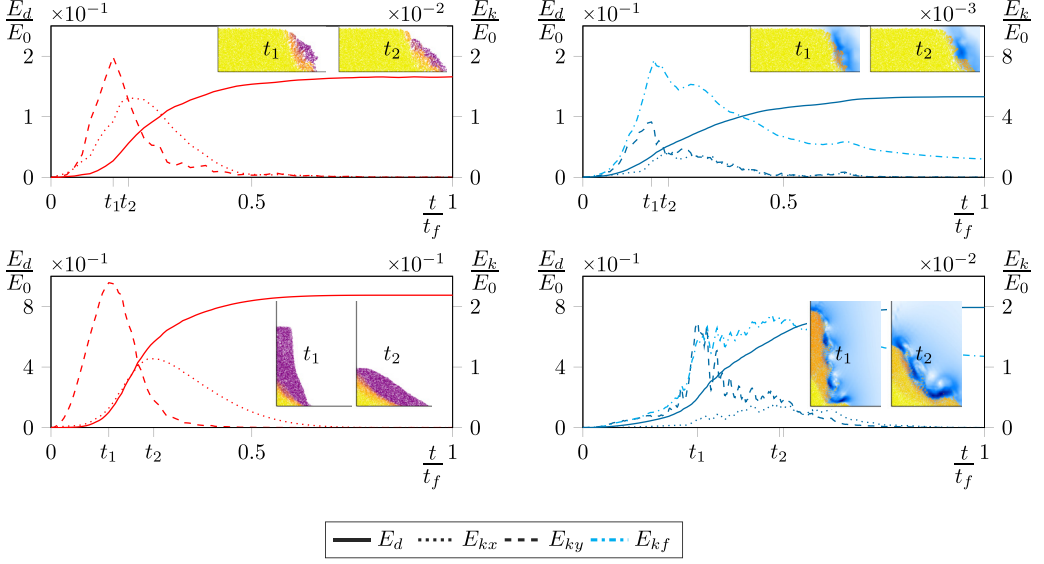 E_d/E_0 ×10^−1 ×10^−2 E_k/E_0
2 2
1 1
0 0
t_1 t_2
0 t_1 t_2 0.5 t/t_f 1
E_d/E_0 ×10^−1 ×10^−3 E_k/E_0
2 8
1 4
0 0
t_1 t_2
0 t_1 t_2 0.5 t/t_f 1
E_d/E_0 ×10^−1 ×10^−1 E_k/E_0
8 2
4 1
0 0
t_1 t_2
0 t_1 t_2 0.5 t/t_f 1
E_d/E_0 ×10^−1 ×10^−2 E_k/E_0
8 2
4 1
0 0
t_1 t_2
0 t_1 t_2 t/t_f 1
E_d E_kx E_ky E_kf